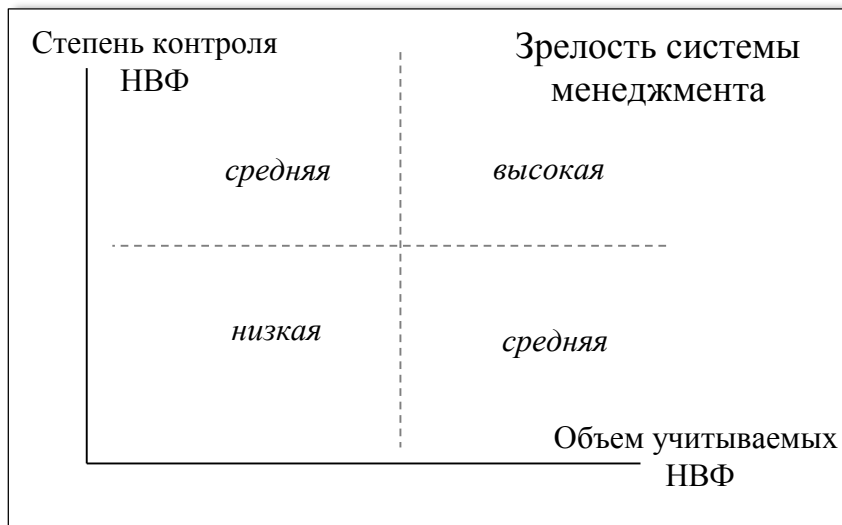 Степень контроля
НВФ
Зрелость системы
менеджмента
средняя
высокая
низкая
средняя
Объем учитываемых
НВФ